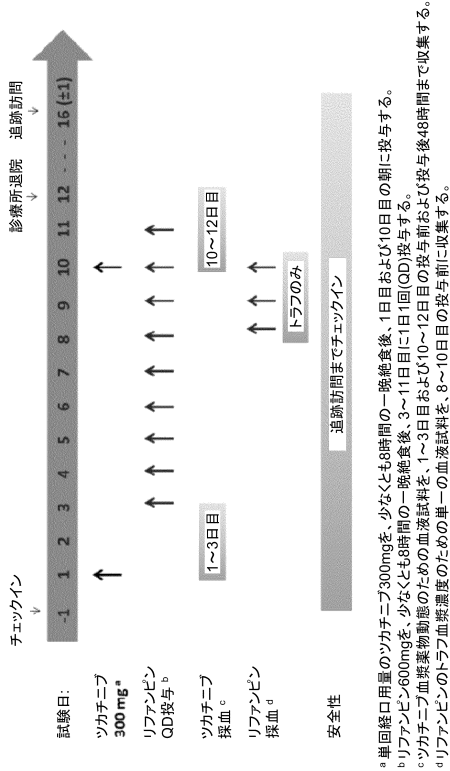 チェックイン
診療所退院 追跡訪問
試験日: -1 1 2 3 4 5 6 7 8 9 10 11 12 - - - 16 (±1)
ツカチニブ
300 mg a
リファンピン
QD投与 b
ツカチニブ
採血 c
1〜3日目
10〜12日目
リファンピン
採血 d
トラフのみ
安全性
追跡訪問までチェックイン
a 単回経口用量のツカチニブ300mgを、少なくとも8時間の一晩絶食後、1日目および10日目の朝に投与する。
b リファンピン600mgを、少なくとも8時間の一晩絶食後、3〜11日目に1日1回(QD)投与する。
c ツカチニブ血漿薬物動態のための血液試料を、1〜3日目および10〜12日目の投与前および投与後48時間まで収集する。
d リファンピンのトラフ血漿濃度のための単一の血液試料を、8〜10日目の投与前に収集する。